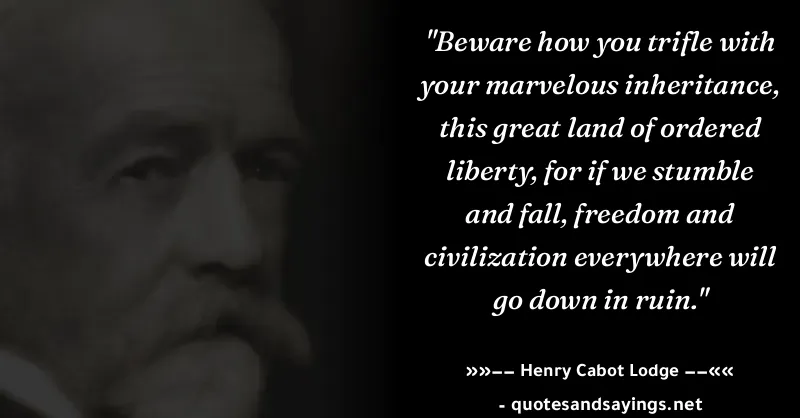 "Beware how you trifle with
your marvelous inheritance,
this great land of ordered
liberty, for if we stumble
and fall, freedom and
civilization everywhere will
go down in ruin."
»»−− Henry Cabot Lodge −−««
- quotesandsayings.net